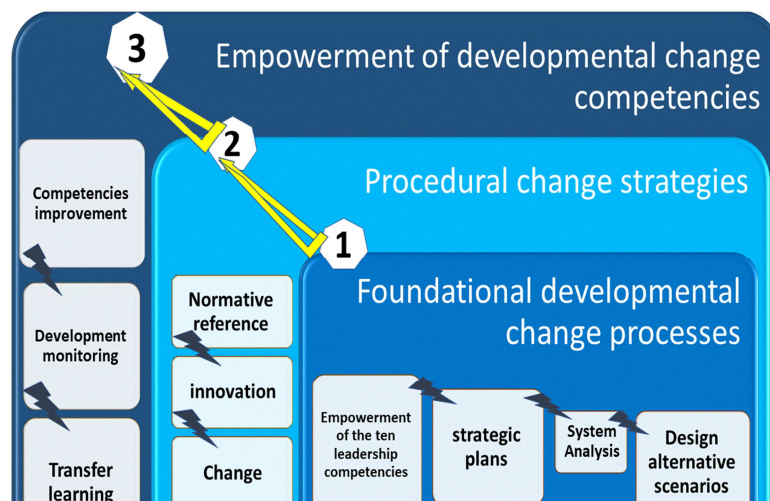 3
Empowerment of developmental change
competencies
2
Procedural change strategies
1
Foundational developmental
change processes
Competencies
improvement
Development
monitoring
Transfer
learning
Normative
reference
innovation
Change
Empowerment
of the ten
leadership
competencies
strategic
plans
System
Analysis
Design
alternative
scenarios